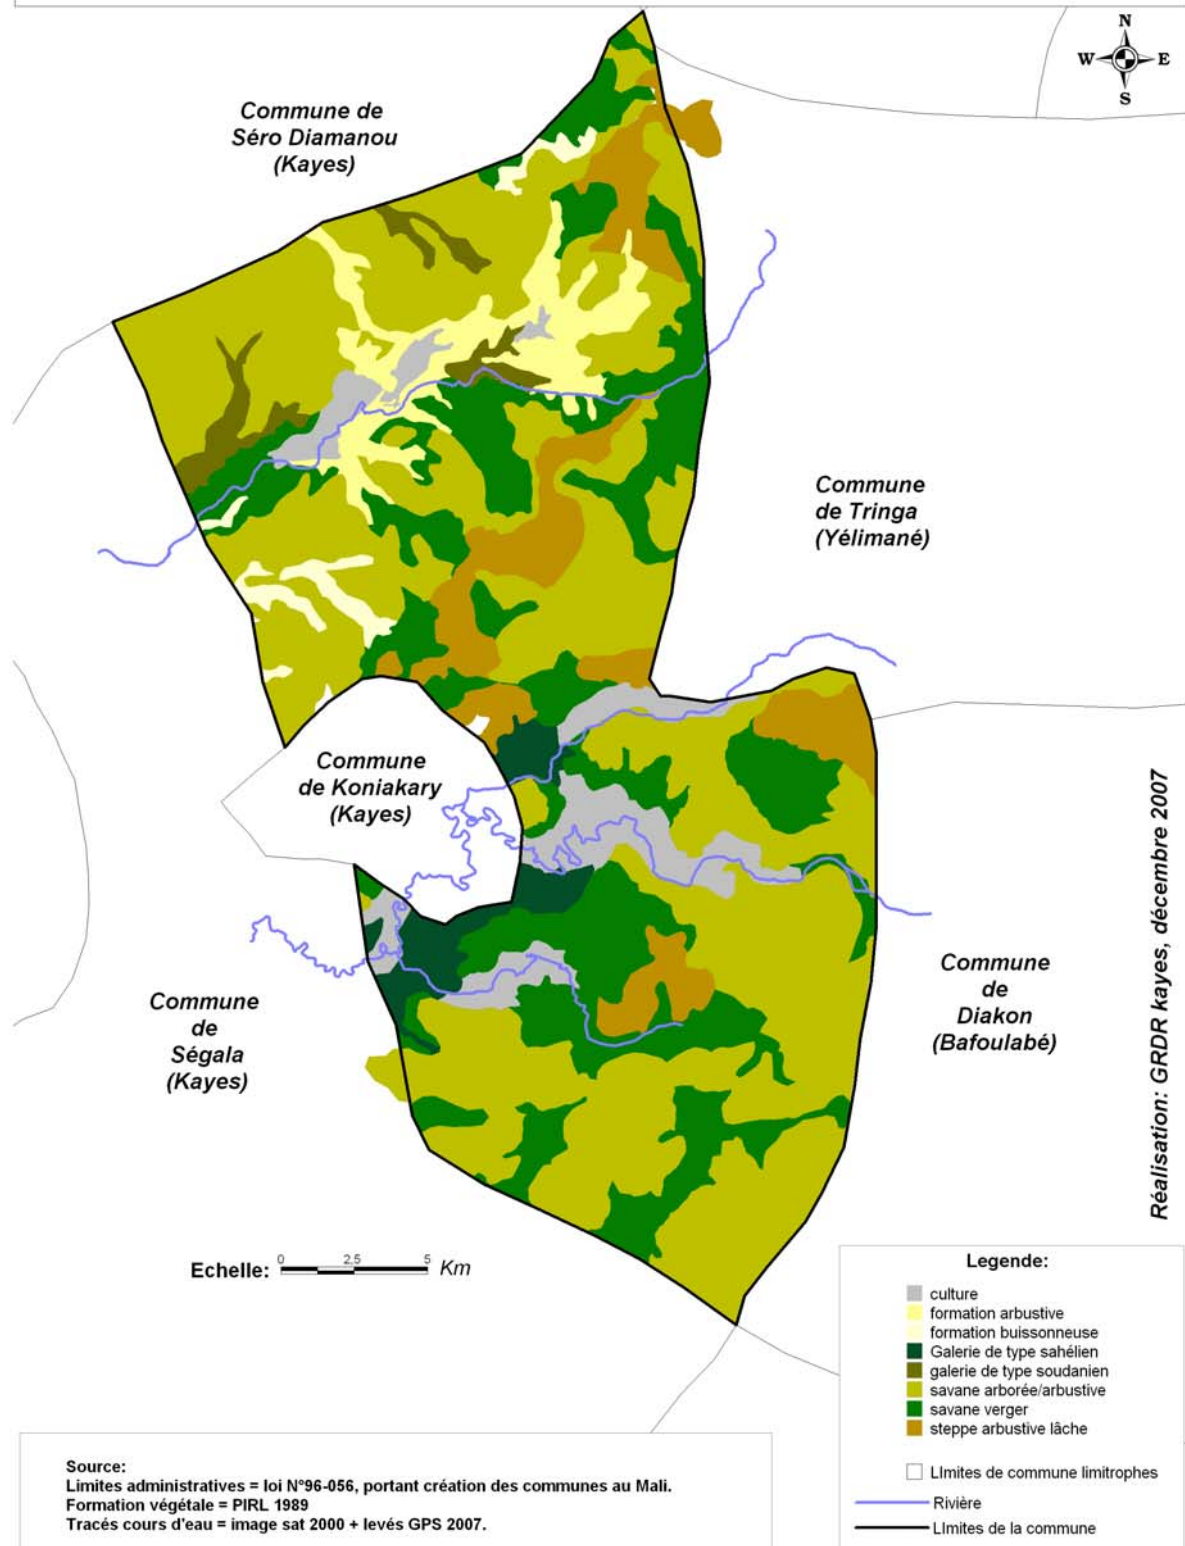 N
W
E
S
Commune de
Séro Diamanou
(Kayes)
Commune
de Tringa
(Yélimané)
Commune
de Koniakary
(Kayes)
Commune
de
Ségala
(Kayes)
Commune
de
Diakon
(Bafoulabé)
Réalisation: GRDR kayes, décembre 2007
Echelle: 0 2,5 5 Km
Legende:
culture
formation arbustive
formation buissonneuse
Galerie de type sahélien
galerie de type soudanien
savane arborée/arbustive
savane verger
steppe arbustive lâche
LImites de commune limitrophes
Rivière
LImites de la commune
Source:
Limites administratives = loi N°96-056, portant création des communes au Mali.
Formation végétale = PIRL 1989
Tracés cours d'eau = image sat 2000 + levés GPS 2007.